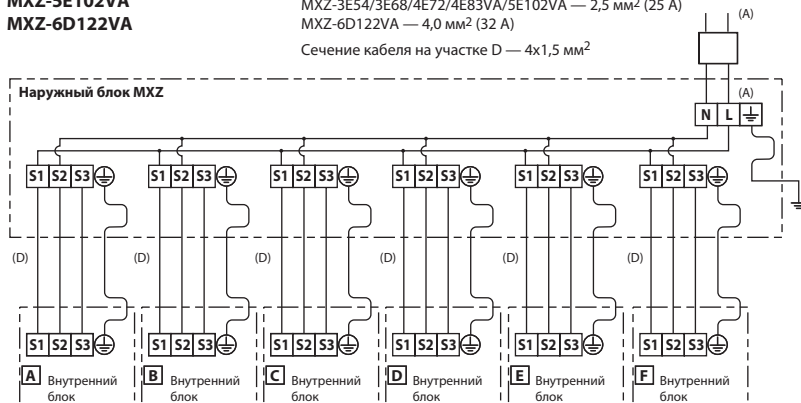 MXZ-5E102VA
MXZ-6D122VA
MXZ-3E54/3E68/4E72/4E83VA/5E102VA — 2,5 мм² (25 А)
MXZ-6D122VA — 4,0 мм² (32 А)
Сечение кабеля на участке D — 4x1,5 мм²
(A)
Наружный блок MXZ
(A)
N L
S1 S2 S3 S1 S2 S3 S1 S2 S3 S1 S2 S3 S1 S2 S3 S1 S2 S3
(D) (D) (D) (D) (D) (D)
S1 S2 S3 S1 S2 S3 S1 S2 S3 S1 S2 S3 S1 S2 S3 S1 S2 S3
A Внутренний блок
B Внутренний блок
C Внутренний блок
D Внутренний блок
E Внутренний блок
F Внутренний блок